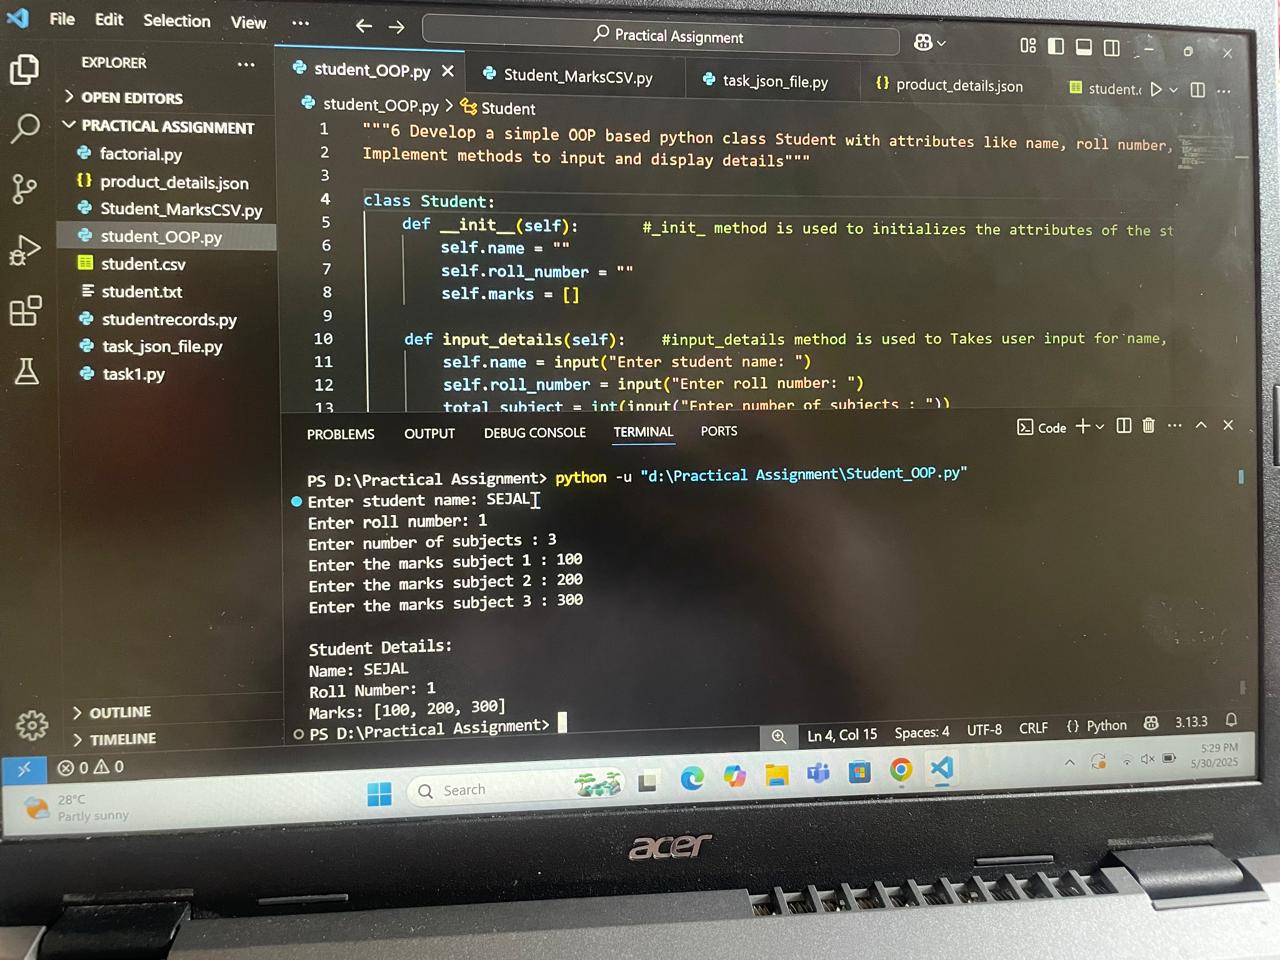 File Edit Selection View ...
Practical Assignment
EXPLORER ...
OPEN EDITORS
PRACTICAL ASSIGNMENT
factorial.py
product_details.json
Student_MarksCSV.py
student_OOP.py
student.csv
student.txt
studentrecords.py
task_json_file.py
task1.py
OUTLINE
TIMELINE
student_OOP.py Student_MarksCSV.py task_json_file.py {} product_details.json student.c
student_OOP.py > Student
1 """6 Develop a simple OOP based python class Student with attributes like name, roll number,
2 Implement methods to input and display details"""
3
4 class Student:
5 def __init__(self): #_init_ method is used to initializes the attributes of the st
6 self.name = ""
7 self.roll_number = ""
8 self.marks = []
9
10 def input_details(self): #input_details method is used to Takes user input for name,
11 self.name = input("Enter student name: ")
12 self.roll_number = input("Enter roll number: ")
13 total_subject = int(input("Enter number of subjects : "))
PROBLEMS OUTPUT DEBUG CONSOLE TERMINAL PORTS
Code
PS D:\Practical Assignment> python -u "d:\Practical Assignment\Student_OOP.py"
Enter student name: SEJAL
Enter roll number: 1
Enter number of subjects : 3
Enter the marks subject 1 : 100
Enter the marks subject 2 : 200
Enter the marks subject 3 : 300
Student Details:
Name: SEJAL
Roll Number: 1
Marks: [100, 200, 300]
PS D:\Practical Assignment>
0 0 Ln 4, Col 15 Spaces: 4 UTF-8 CRLF {} Python 3.13.3
28°C
Partly sunny
Search
5:29 PM
5/30/2025
acer